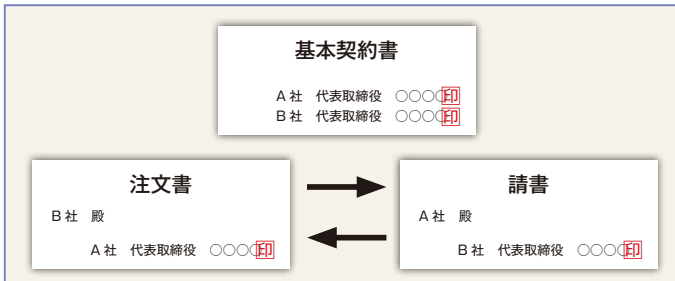 基本契約書
A社 代表取締役 ○○○○印
B社 代表取締役 ○○○○印
注文書
B社 殿
A社 代表取締役 ○○○○印
請書
A社 殿
B社 代表取締役 ○○○○印